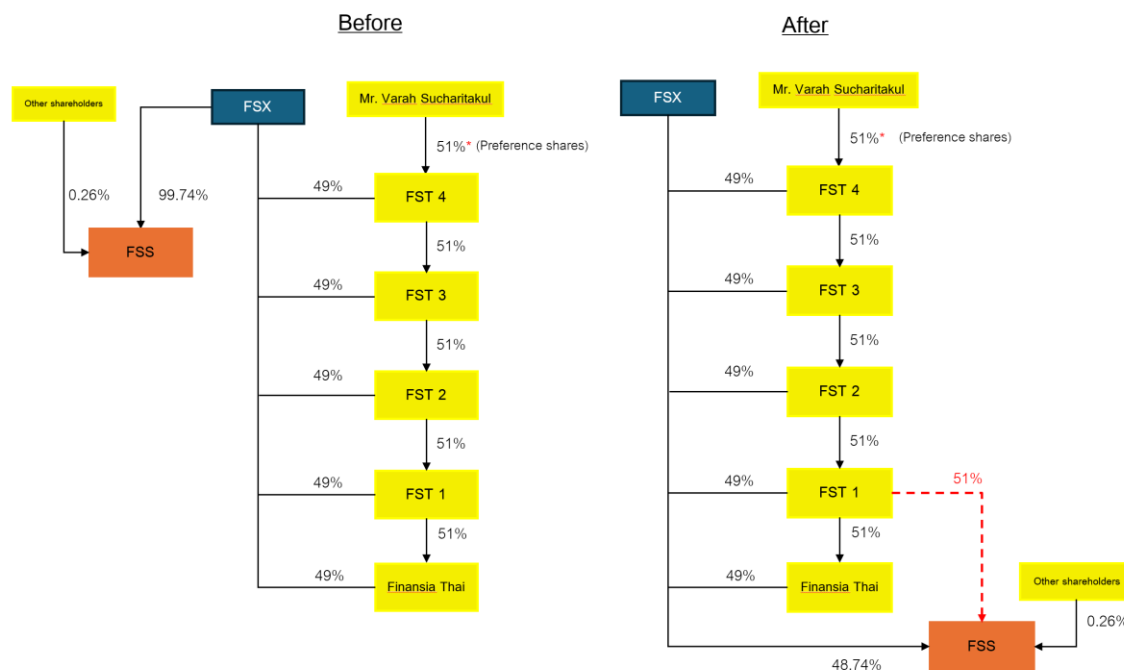 Before
After
Other shareholders
FSX
Mr. Varah Sucharitakul
51%* (Preference shares)
0.26%
99.74%
FSS
49%
FST 4
51%
49%
FST 3
51%
49%
FST 2
51%
49%
FST 1
51%
49%
Finansia Thai
FSX
Mr. Varah Sucharitakul
51%* (Preference shares)
49%
FST 4
51%
49%
FST 3
51%
49%
FST 2
51%
49%
FST 1
51%
51%
49%
Finansia Thai
Other shareholders
0.26%
FSS
48.74%